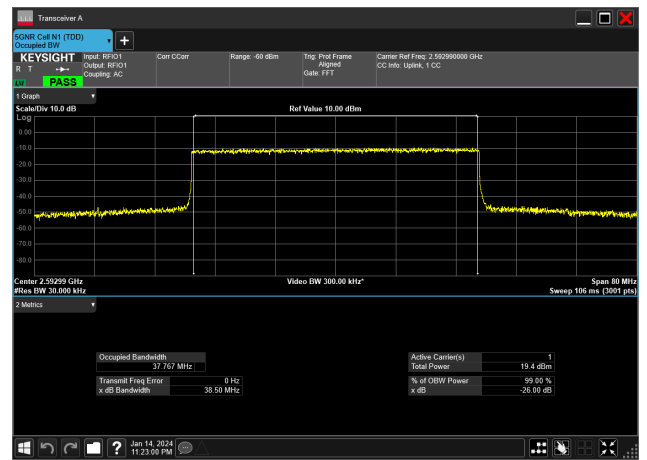 Transceiver A
5GNR Cell N1 (TDD)
Occupied BW
KEYSIGHT
R T
LV
PASS
Input: RFIO1
Output: RFIO1
Coupling: AC
Corr CCorr
Range: -60 dBm
Trig: Prot Frame
Aligned
Gate: FFT
Carrier Ref Freq: 2.592990000 GHz
CC Info: Uplink, 1 CC
1 Graph
Scale/Div 10.0 dB
Ref Value 10.00 dBm
Log
0.00
-10.0
-20.0
-30.0
-40.0
-50.0
-60.0
-70.0
-80.0
Center 2.59299 GHz
Video BW 300.00 kHz*
Span 80 MHz
#Res BW 30.000 kHz
Sweep 106 ms (3001 pts)
2 Metrics
Occupied Bandwidth
37.767 MHz
Transmit Freq Error 0 Hz
x dB Bandwidth 38.50 MHz
Active Carrier(s) 1
Total Power 19.4 dBm
% of OBW Power 99.00 %
x dB -26.00 dB
?
Jan 14, 2024
11:23:00 PM